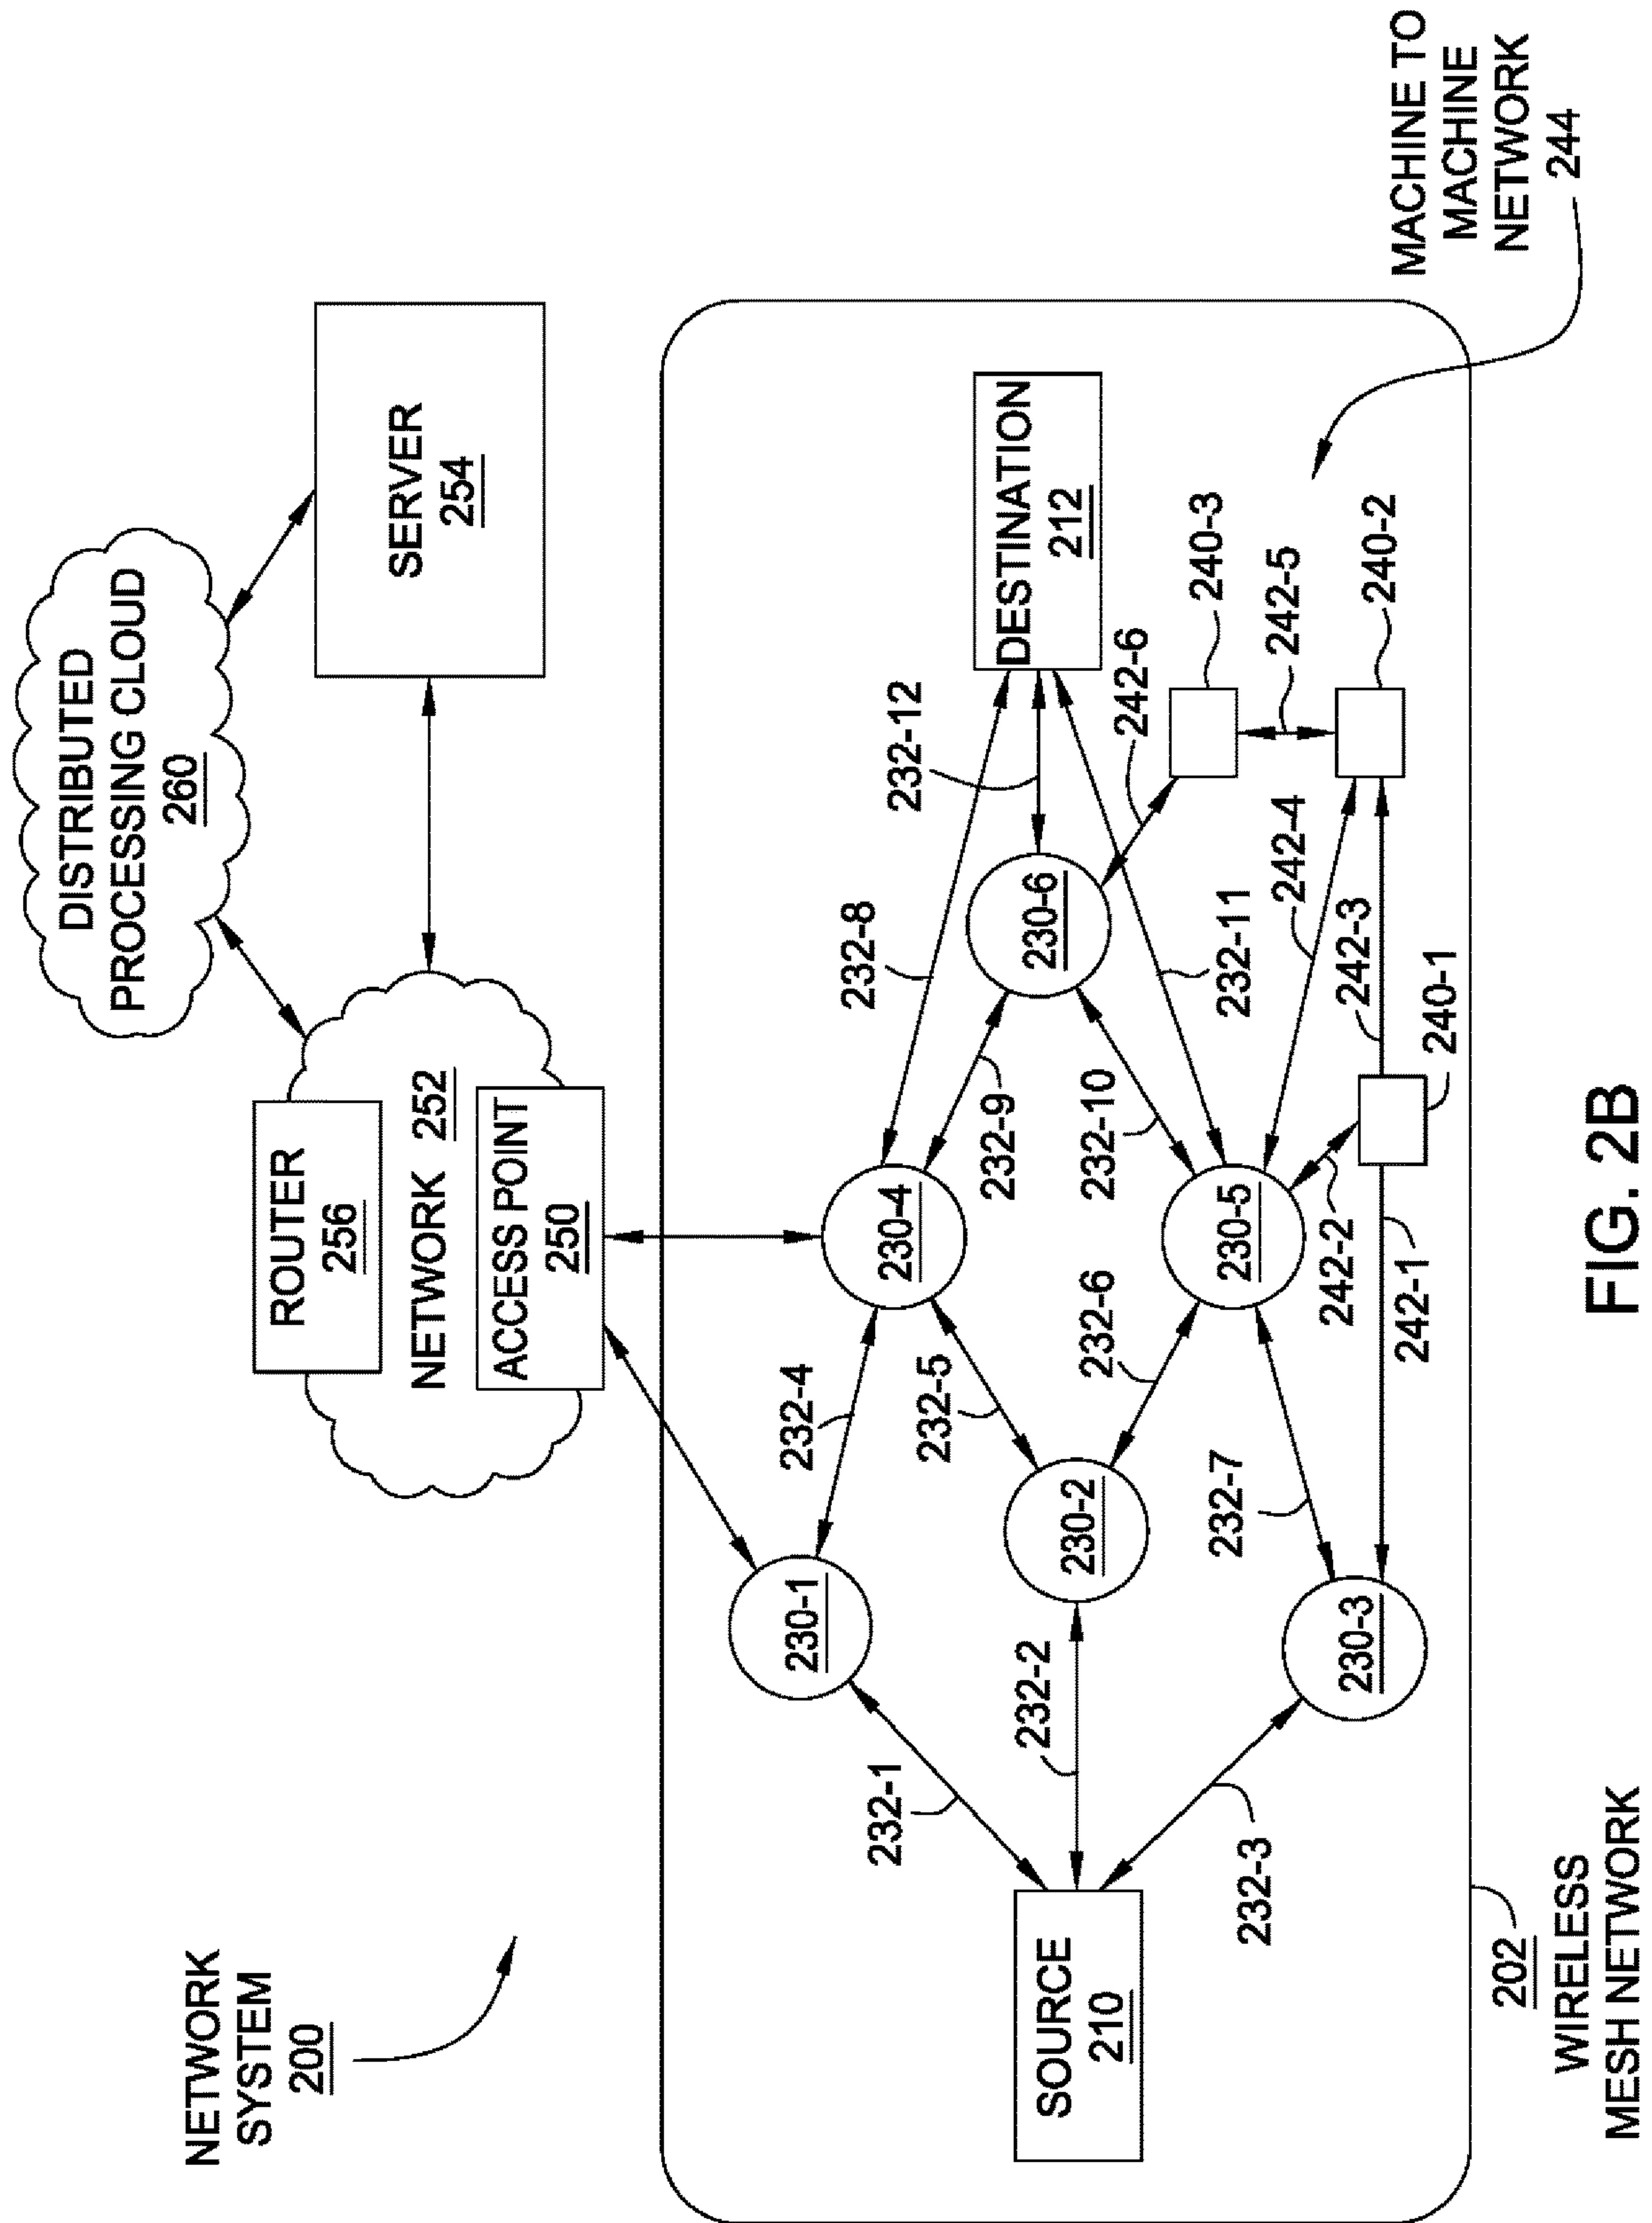 DISTRIBUTED
PROCESSING CLOUD
260
ROUTER
256
NETWORK 252
ACCESS POINT
250
SERVER
254
NETWORK
SYSTEM
200
230-1
232-4
230-4
232-8
232-12
DESTINATION
212
232-1
232-5
232-9
230-6
242-6
232-2
230-2
232-6
232-10
SOURCE
210
232-11
240-3
232-3
232-7
230-5
242-4
242-5
230-3
242-2
242-3
240-2
242-1
240-1
202
WIRELESS
MESH NETWORK
MACHINE TO
MACHINE
NETWORK
244
FIG. 2B